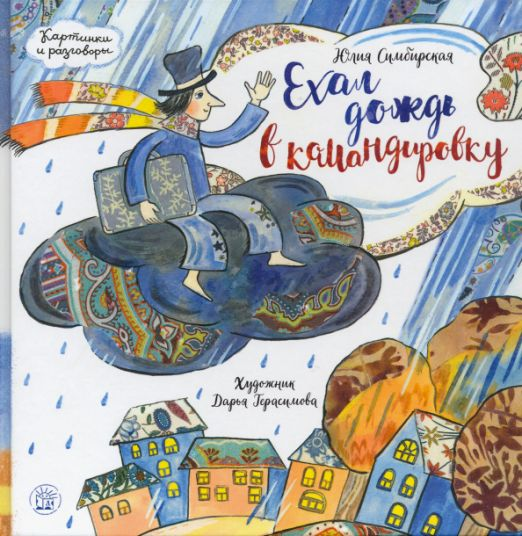 Картинки
и разговоры
Юлия Симбирская
Ехал
дождь
в командировку
Художник
Дарья Герасимова